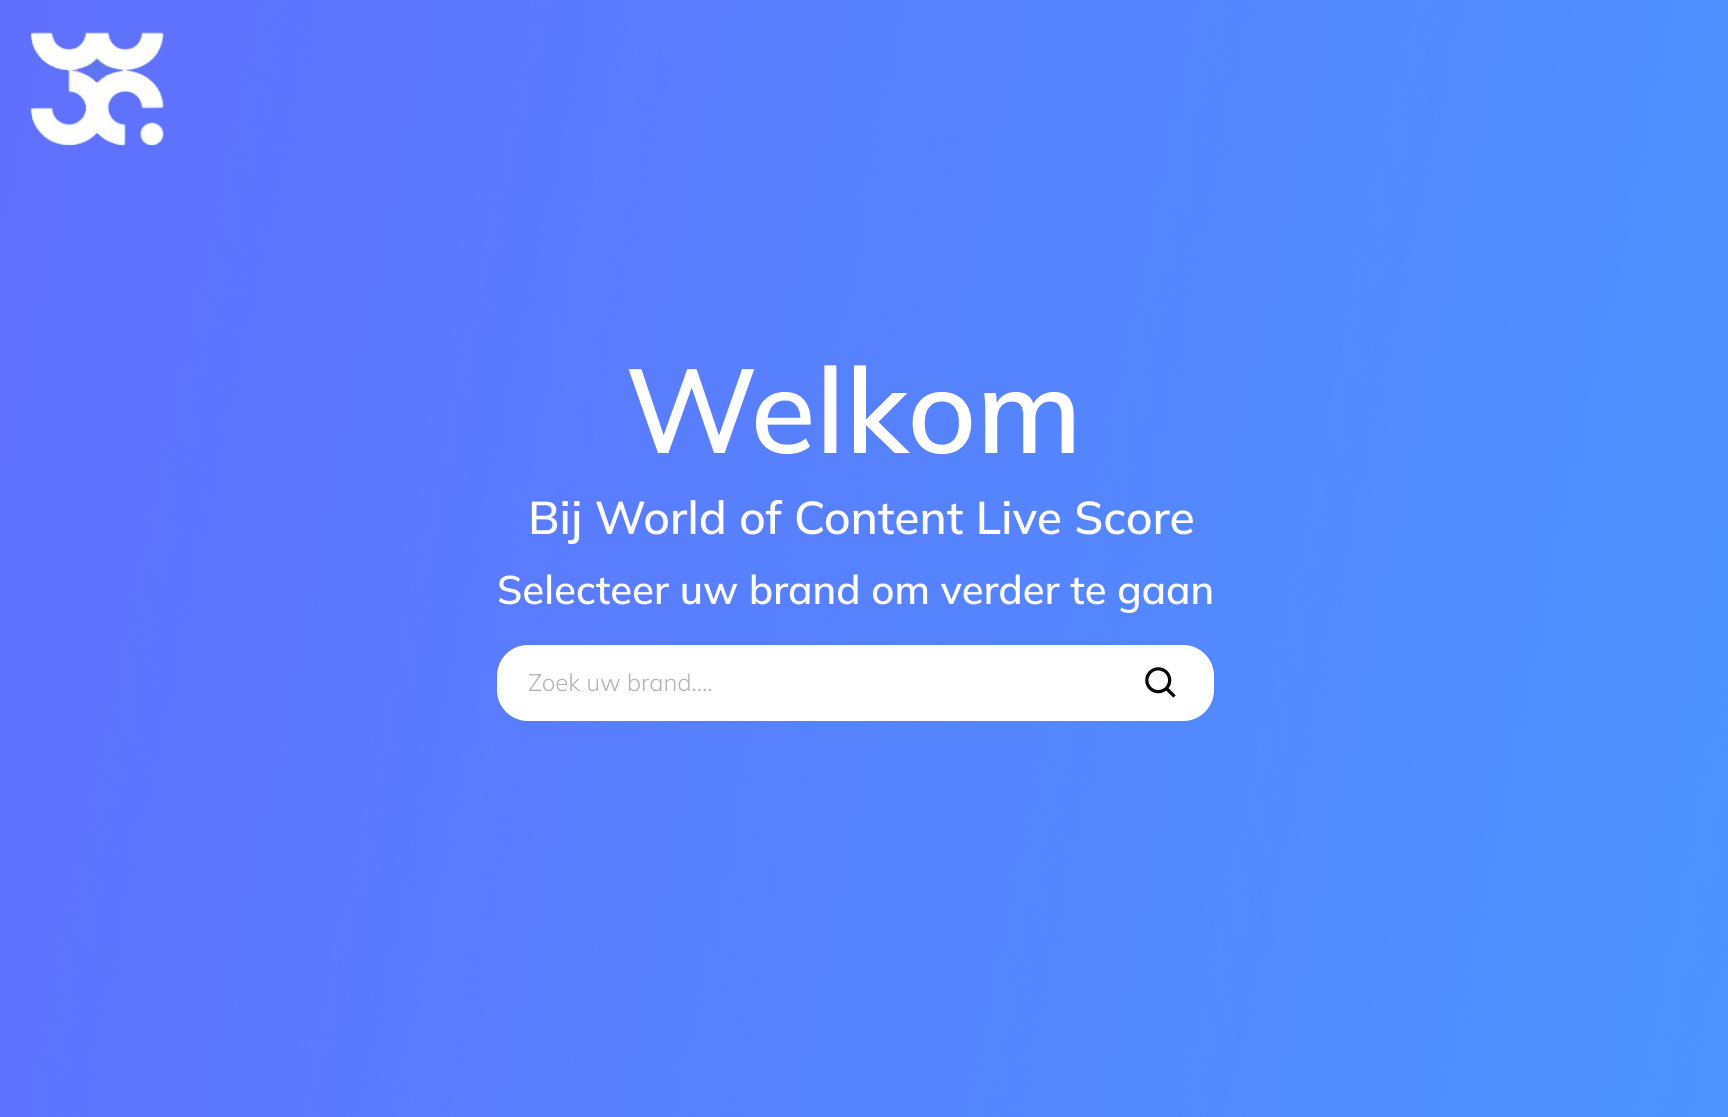 Welkom
Bij World of Content Live Score
Selecteer uw brand om verder te gaan
Zoek uw brand....